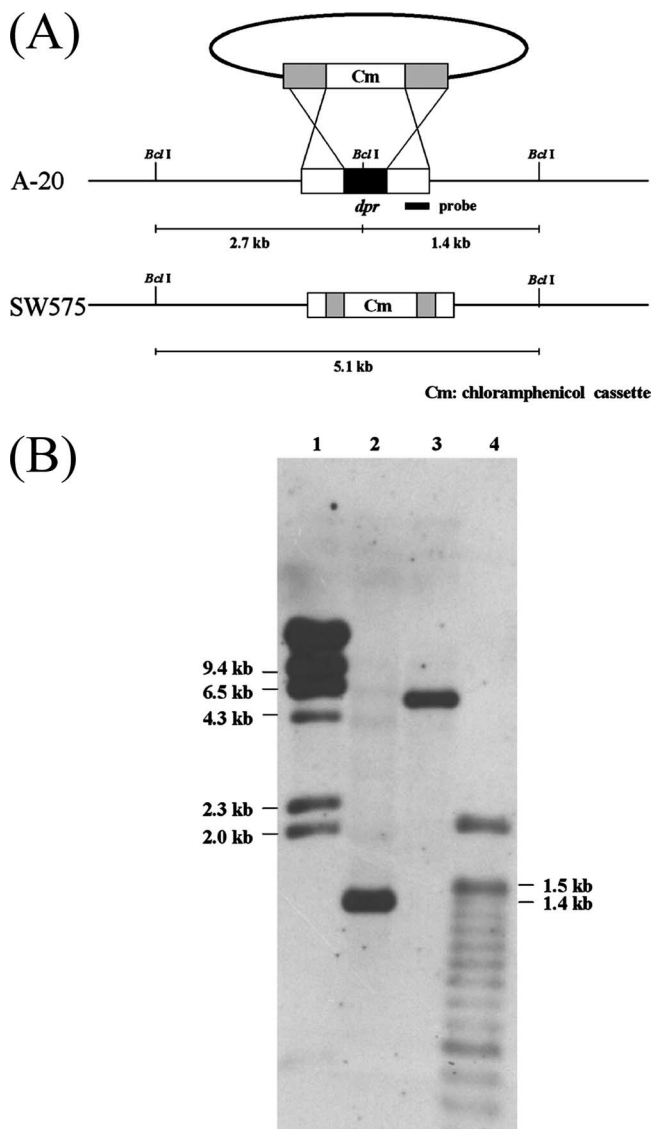 (A)
Cm
BclI BclI BclI
A-20
dpr probe
2.7 kb 1.4 kb
BclI BclI
SW575 Cm
5.1 kb
Cm: chloramphenicol cassette
(B)
1 2 3 4
9.4 kb
6.5 kb
4.3 kb
2.3 kb
2.0 kb
1.5 kb
1.4 kb